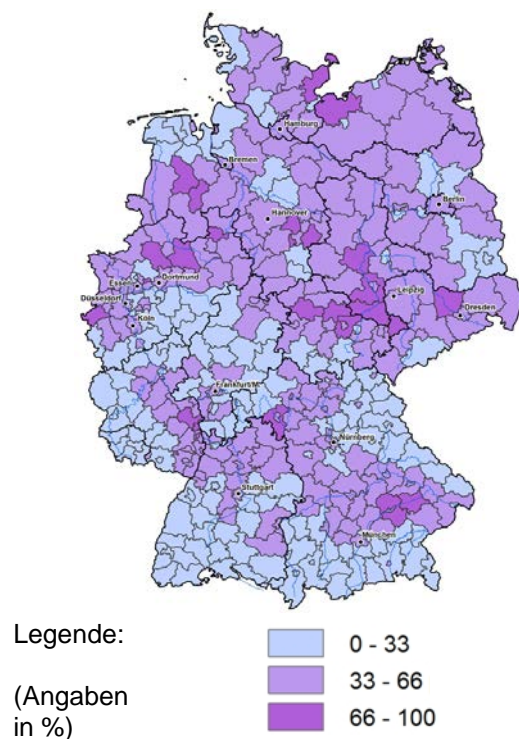 Hamburg
Bremen
Berlin
Hannover
Essen
Dortmund
Düsseldorf
Leipzig
Dresden
Köln
Frankfurt/M.
Nürnberg
Stuttgart
München
Legende:
0 - 33
(Angaben
33 - 66
in %)
66 - 100